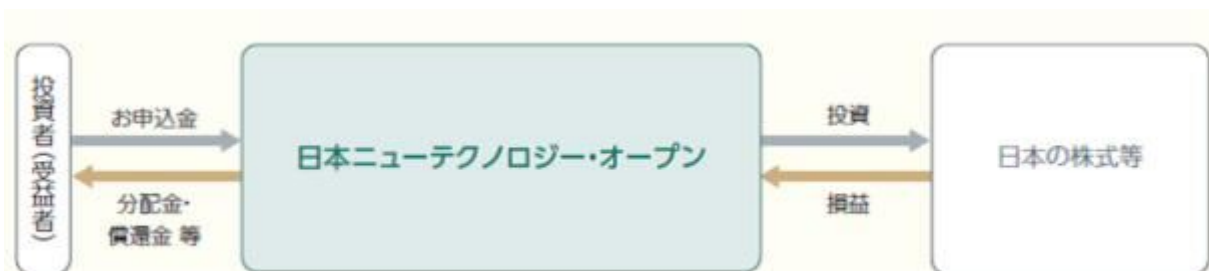 投資者(受益者)
お申込金
分配金・
償還金 等
日本ニューテクノロジー・オープン
投資
損益
日本の株式等